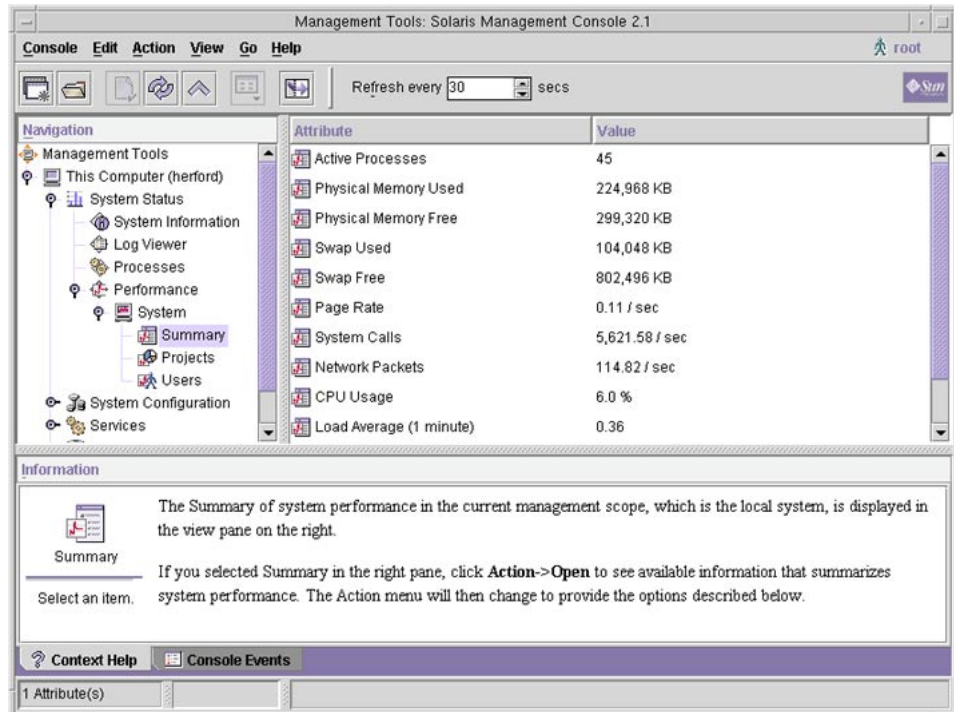 Management Tools: Solaris Management Console 2.1
Console Edit Action View Go Help
root
Refresh every 30 secs
Sun
Navigation
Management Tools
This Computer (herford)
System Status
System Information
Log Viewer
Processes
Performance
System
Summary
Projects
Users
System Configuration
Services
Attribute Value
Active Processes 45
Physical Memory Used 224,968 KB
Physical Memory Free 299,320 KB
Swap Used 104,048 KB
Swap Free 802,496 KB
Page Rate 0.11 / sec
System Calls 5,621.58 / sec
Network Packets 114.82 / sec
CPU Usage 6.0 %
Load Average (1 minute) 0.36
Information
Summary
Select an item.
The Summary of system performance in the current management scope, which is the local system, is displayed in
the view pane on the right.
If you selected Summary in the right pane, click Action->Open to see available information that summarizes
system performance. The Action menu will then change to provide the options described below.
Context Help Console Events
1 Attribute(s)